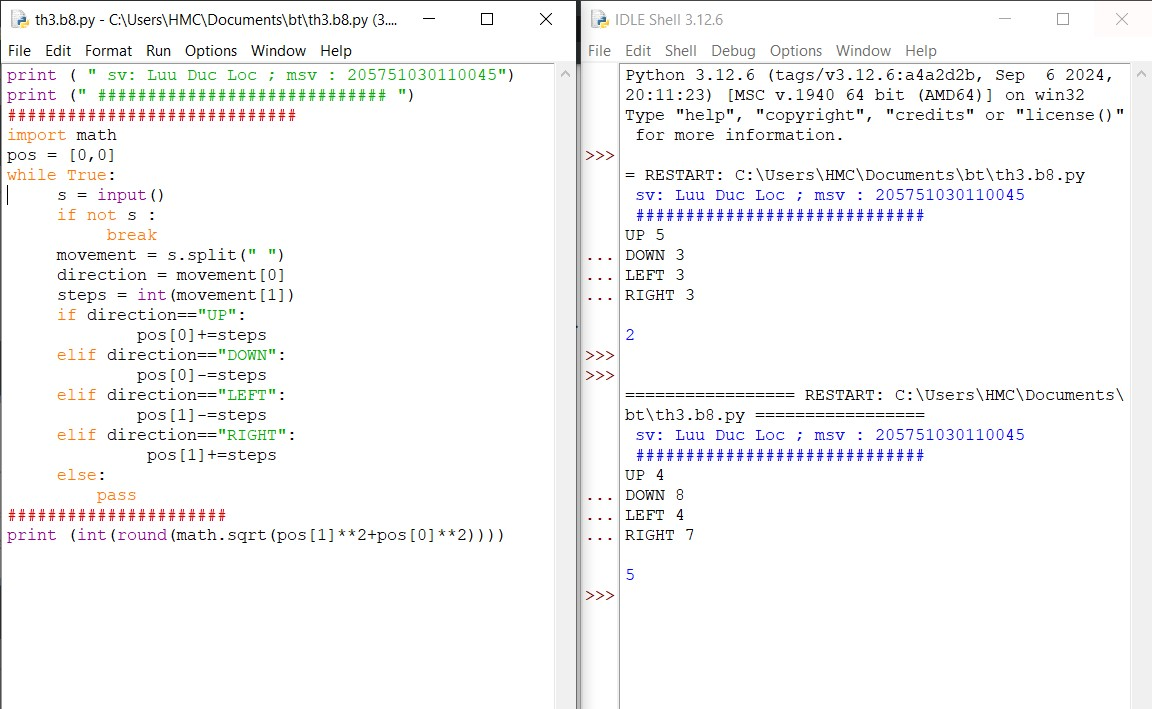 th3.b8.py - C:\Users\HMC\Documents\bt\th3.b8.py (3....
File Edit Format Run Options Window Help
print ( " sv: Luu Duc Loc ; msv : 205751030110045")
print (" ############################# ")
#############################
import math
pos = [0,0]
while True:
     s = input()
     if not s :
          break
     movement = s.split(" ")
     direction = movement[0]
     steps = int(movement[1])
     if direction=="UP":
             pos[0]+=steps
     elif direction=="DOWN":
             pos[0]-=steps
     elif direction=="LEFT":
             pos[1]-=steps
     elif direction=="RIGHT":
              pos[1]+=steps
     else:
         pass
######################
print (int(round(math.sqrt(pos[1]**2+pos[0]**2))))
IDLE Shell 3.12.6
File Edit Shell Debug Options Window Help
Python 3.12.6 (tags/v3.12.6:a4a2d2b, Sep  6 2024,
20:11:23) [MSC v.1940 64 bit (AMD64)] on win32
Type "help", "copyright", "credits" or "license()"
 for more information.
>>>
= RESTART: C:\Users\HMC\Documents\bt\th3.b8.py
 sv: Luu Duc Loc ; msv : 205751030110045
 #############################
UP 5
... DOWN 3
... LEFT 3
... RIGHT 3
2
>>>
>>>
================= RESTART: C:\Users\HMC\Documents\
bt\th3.b8.py =================
 sv: Luu Duc Loc ; msv : 205751030110045
 #############################
UP 4
... DOWN 8
... LEFT 4
... RIGHT 7
5
>>>